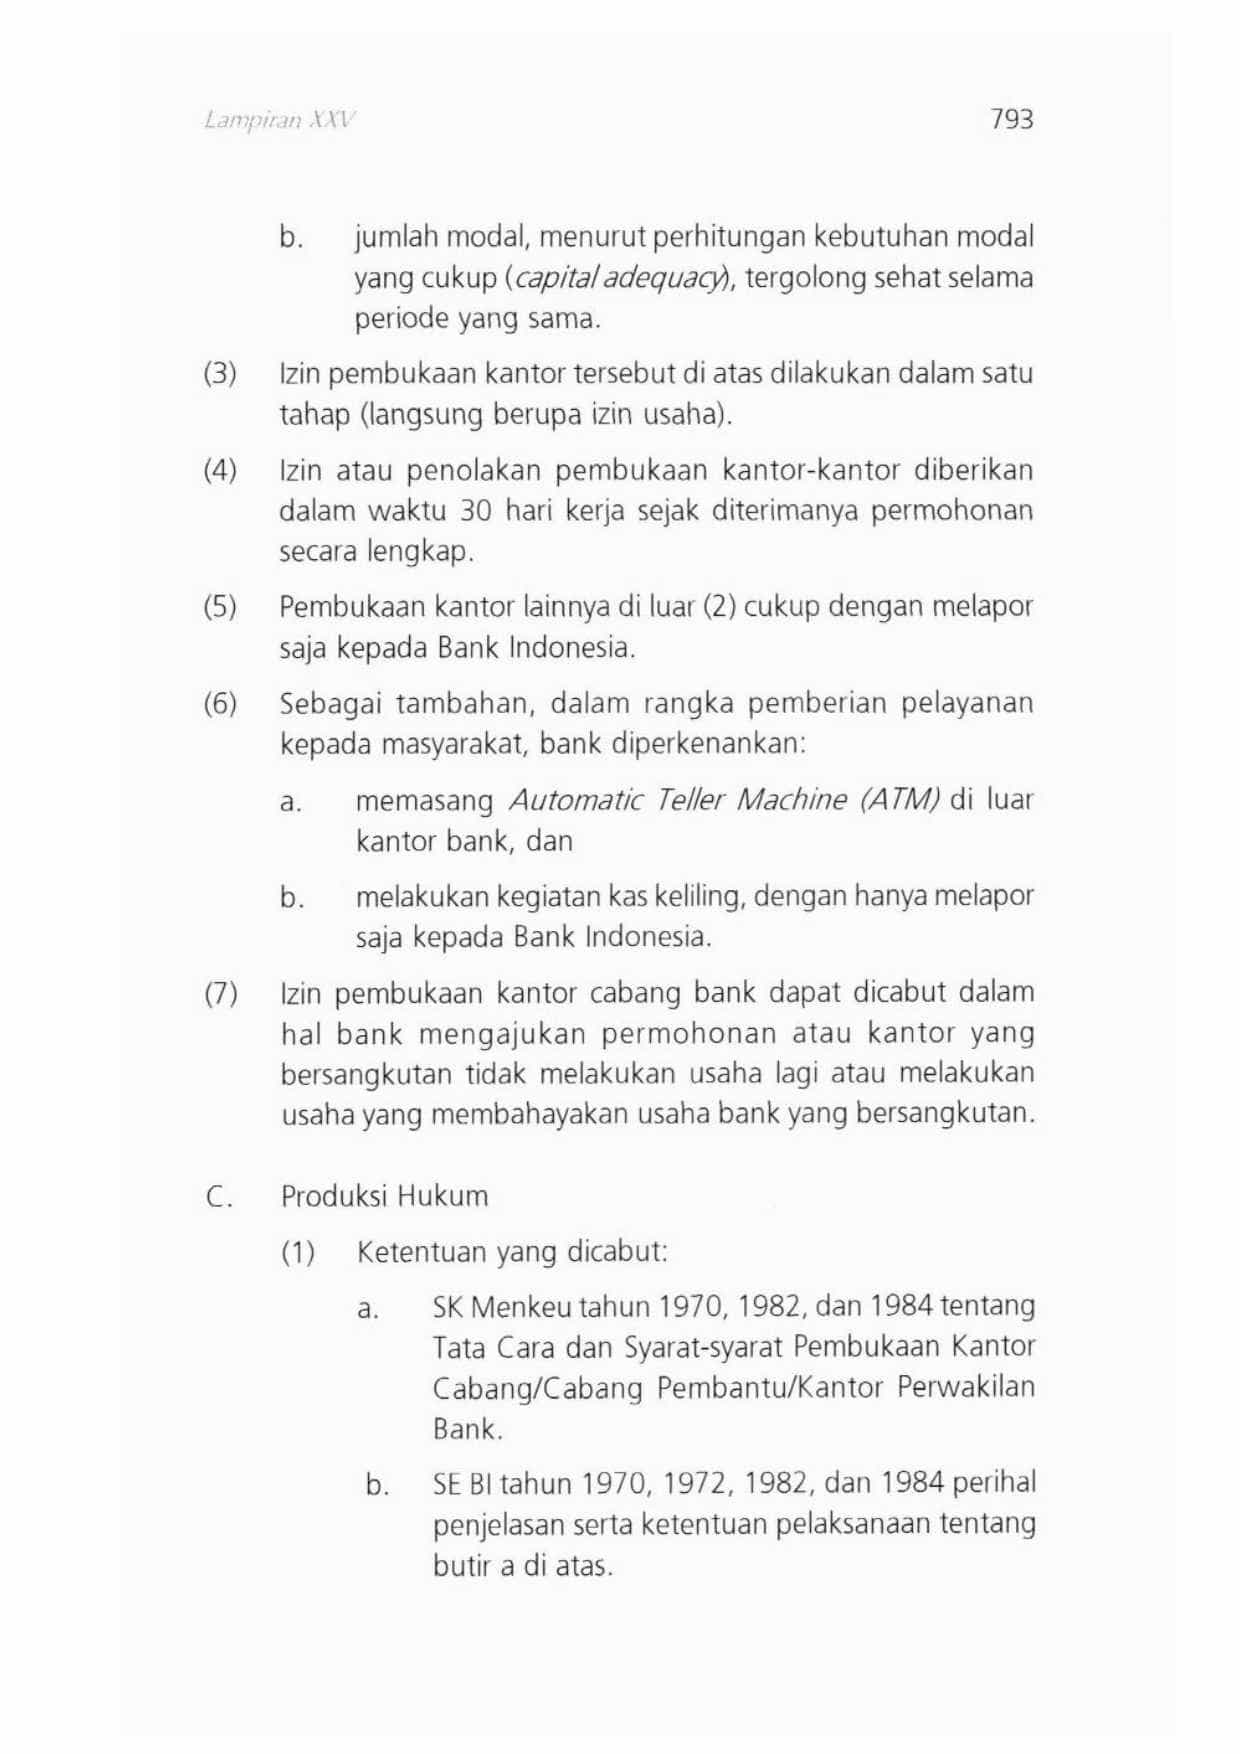 Lampiran XXV 793
b. jumlah modal, menurut perhitungan kebutuhan modal
yang cukup (capital adequacy), tergolong sehat selama
periode yang sama.
(3) Izin pembukaan kantor tersebut di atas dilakukan dalam satu
tahap (langsung berupa izin usaha).
(4) Izin atau penolakan pembukaan kantor-kantor diberikan
dalam waktu 30 hari kerja sejak diterimanya permohonan
secara lengkap.
(5) Pembukaan kantor lainnya di luar (2) cukup dengan melapor
saja kepada Bank Indonesia.
(6) Sebagai tambahan, dalam rangka pemberian pelayanan
kepada masyarakat, bank diperkenankan:
a. memasang Automatic Teller Machine (ATM) di luar
kantor bank, dan
b. melakukan kegiatan kas keliling, dengan hanya melapor
saja kepada Bank Indonesia.
(7) Izin pembukaan kantor cabang bank dapat dicabut dalam
hal bank mengajukan permohonan atau kantor yang
bersangkutan tidak melakukan usaha lagi atau melakukan
usaha yang membahayakan usaha bank yang bersangkutan.
C. Produksi Hukum
(1) Ketentuan yang dicabut:
a. SK Menkeu tahun 1970, 1982, dan 1984 tentang
Tata Cara dan Syarat-syarat Pembukaan Kantor
Cabang/Cabang Pembantu/Kantor Perwakilan
Bank.
b. SE BI tahun 1970, 1972, 1982, dan 1984 perihal
penjelasan serta ketentuan pelaksanaan tentang
butir a di atas.